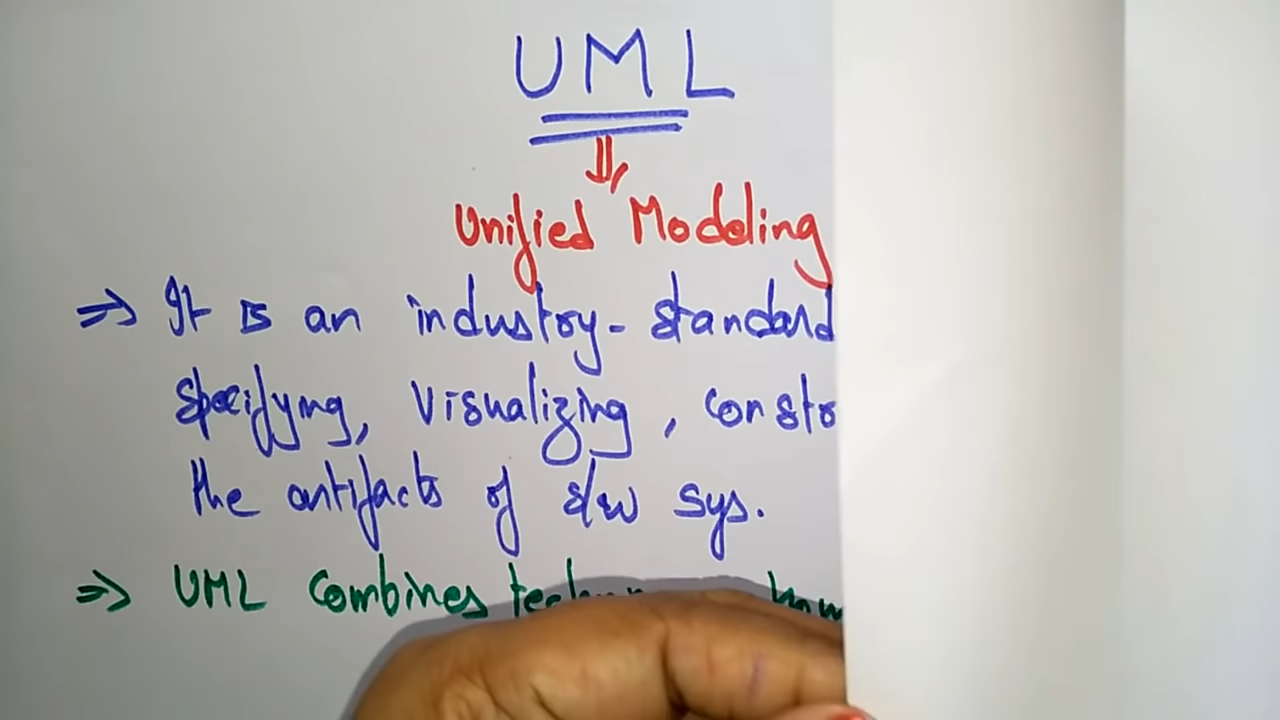 UML
Unified Modeling
⇒ It is an industry-standard
specifying, visualizing, constr
the artifacts of s/w sys.
⇒ UML Combines